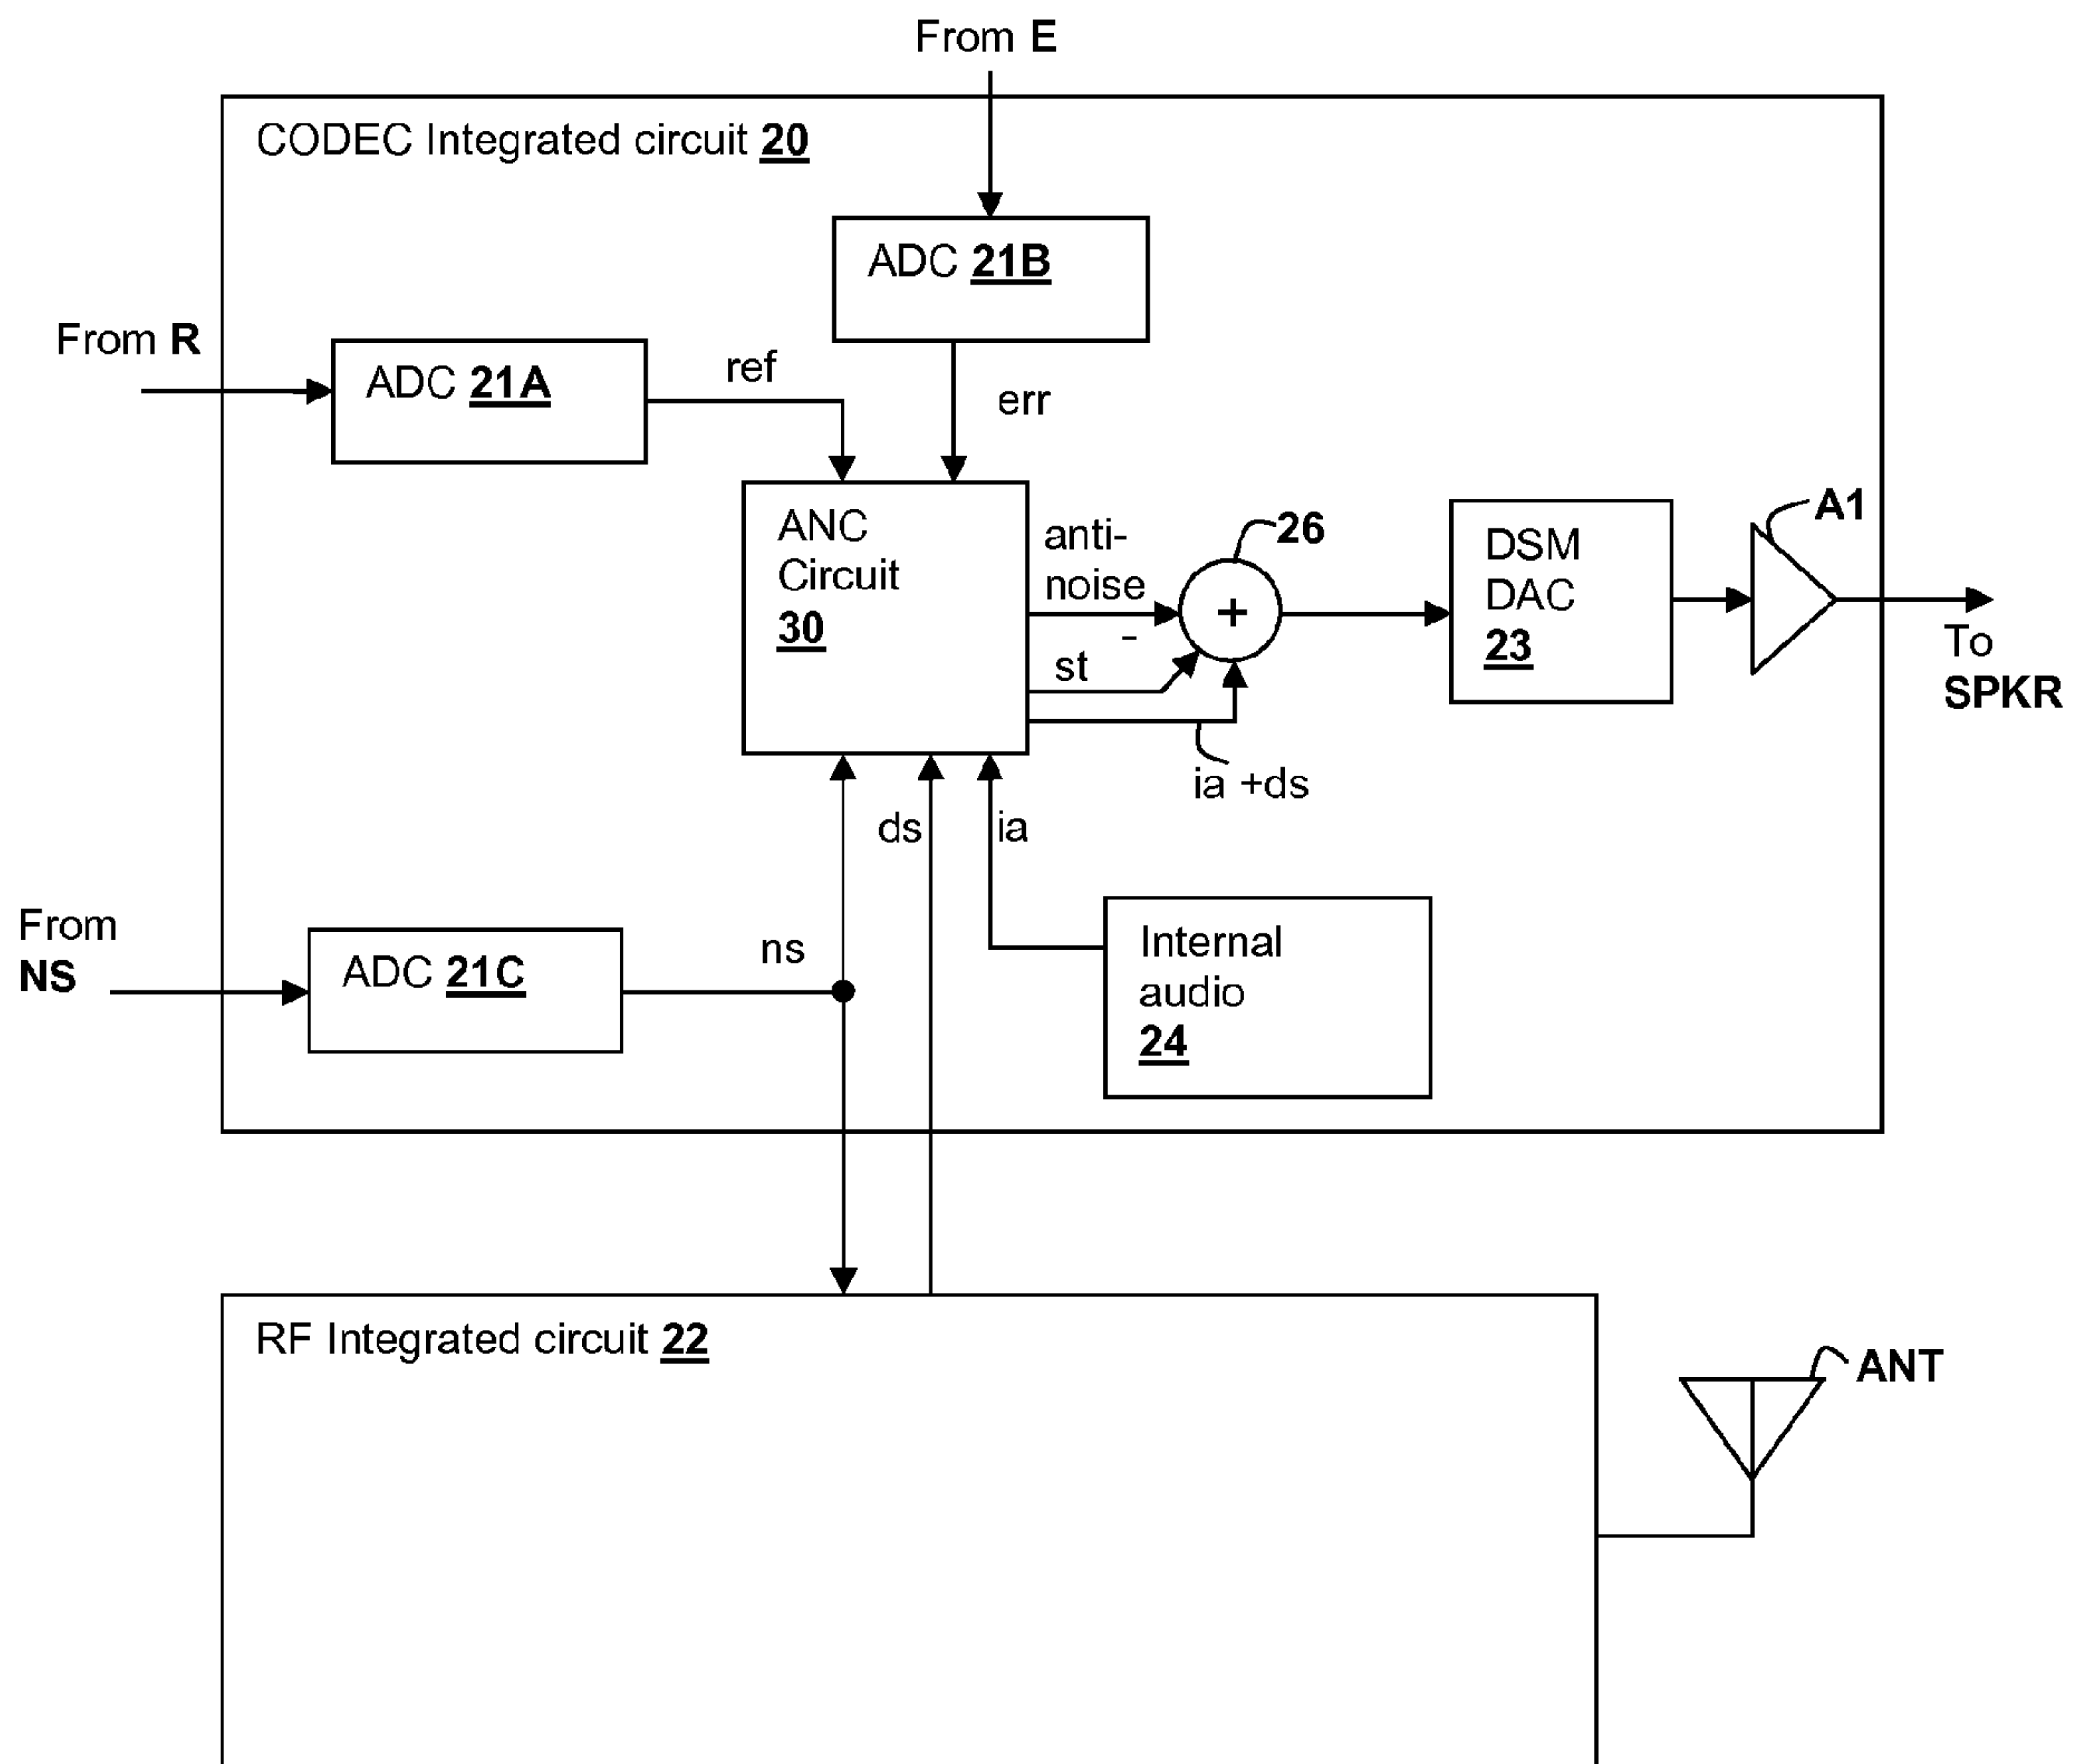 From E
CODEC Integrated circuit 20
ADC 21B
From R
ADC 21A
ref
err
ANC
Circuit
30
anti-
noise
-
st
26
+
DSM
DAC
23
A1
To
SPKR
ia +ds
ds
ia
From
NS
ADC 21C
ns
Internal
audio
24
RF Integrated circuit 22
ANT